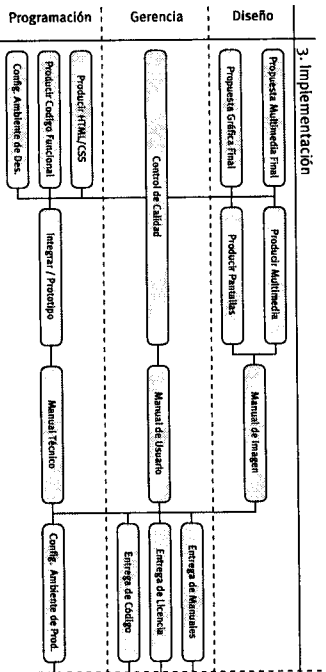 3. Implementación
Diseño
Propuesta Multimedia Final
Producir Multimedia
Propuesta Gráfica Final
Producir Pantallas
Manual de Imagen
Gerencia
Control de Calidad
Manual de Usuario
Entrega de Manuales
Entrega de Licencia
Entrega de Código
Programación
Producir HTML/CSS
Producir Codigo Funcional
Config. Ambiente de Des.
Integrar / Prototipo
Manual Técnico
Config. Ambiente de Prod.